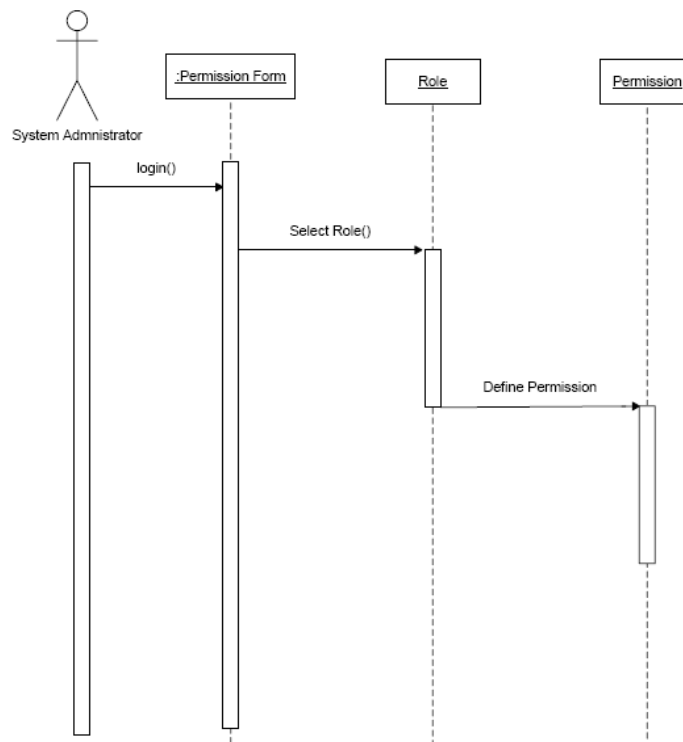 :Permission Form
Role
Permission
System Admnistrator
login()
Select Role()
Define Permission